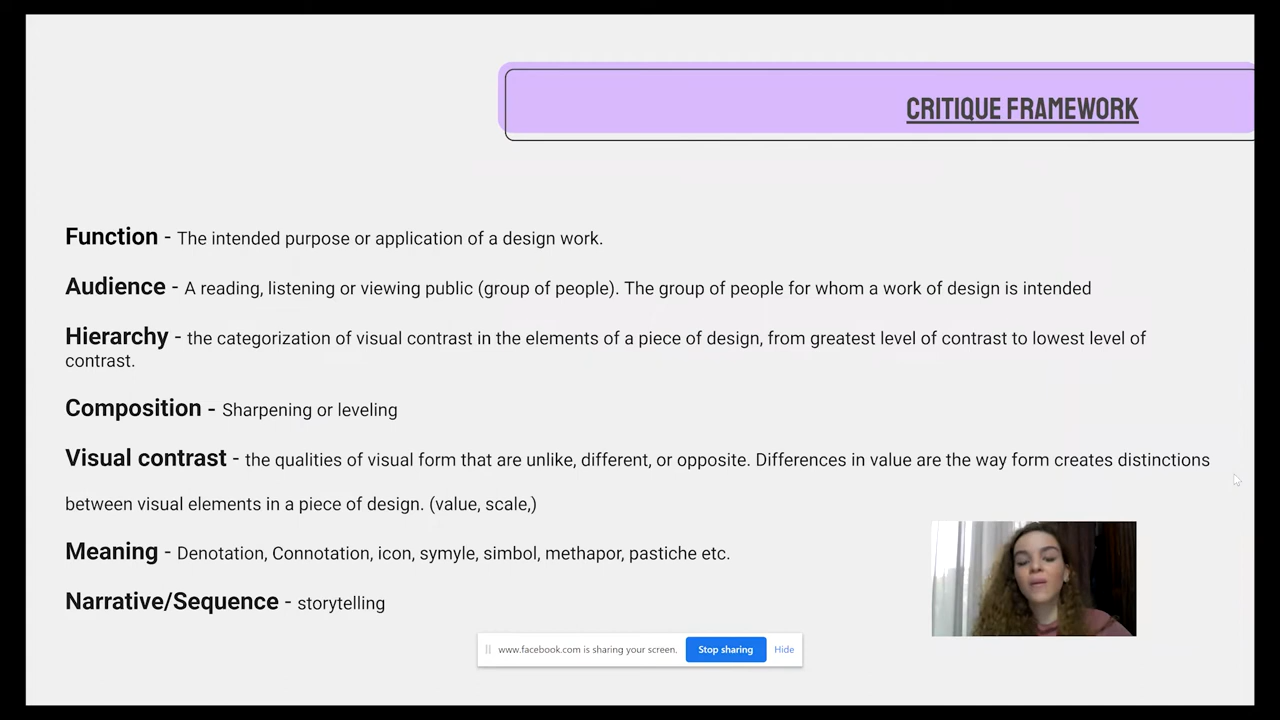 CRITIQUE FRAMEWORK
Function - The intended purpose or application of a design work.
Audience - A reading, listening or viewing public (group of people). The group of people for whom a work of design is intended
Hierarchy - the categorization of visual contrast in the elements of a piece of design, from greatest level of contrast to lowest level of
contrast.
Composition - Sharpening or leveling
Visual contrast - the qualities of visual form that are unlike, different, or opposite. Differences in value are the way form creates distinctions
between visual elements in a piece of design. (value, scale,)
Meaning - Denotation, Connotation, icon, symyle, simbol, methapor, pastiche etc.
Narrative/Sequence - storytelling
www.facebook.com is sharing your screen. Stop sharing Hide